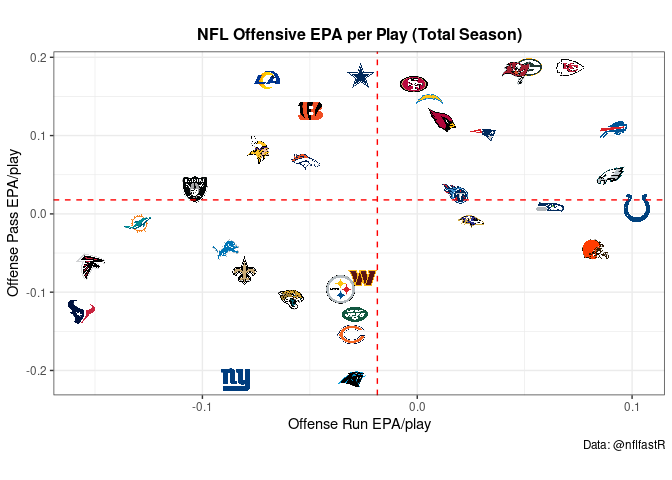 NFL Offensive EPA per Play (Total Season)
Offense Pass EPA/play
0.2
0.1
0.0
-0.1
-0.2
ny
-0.1
0.0
0.1
Offense Run EPA/play
Data: @nflfastR